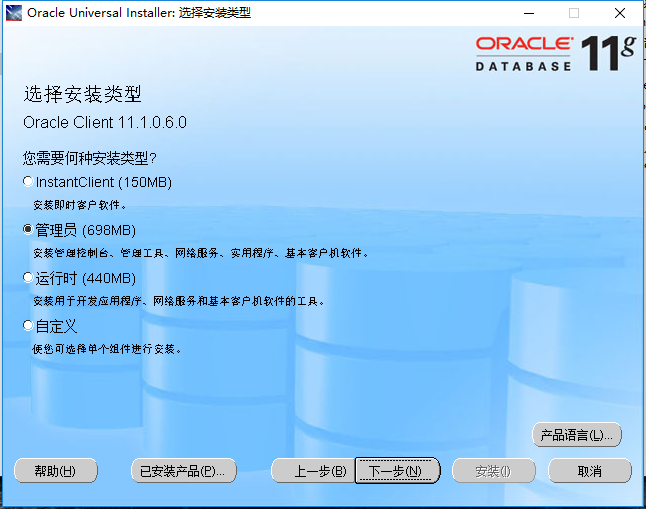 Oracle Universal Installer: 选择安装类型
ORACLE
DATABASE 11g
选择安装类型
Oracle Client 11.1.0.6.0
您需要何种安装类型?
InstantClient (150MB)
安装即时客户软件。
管理员 (698MB)
安装管理控制台、管理工具、网络服务、实用程序、基本客户机软件。
运行时 (440MB)
安装用于开发应用程序、网络服务和基本客户机软件的工具。
自定义
使您可选择单个组件进行安装。
产品语言(L)...
帮助(H) 已安装产品(P)... 上一步(B) 下一步(N) 安装(I) 取消